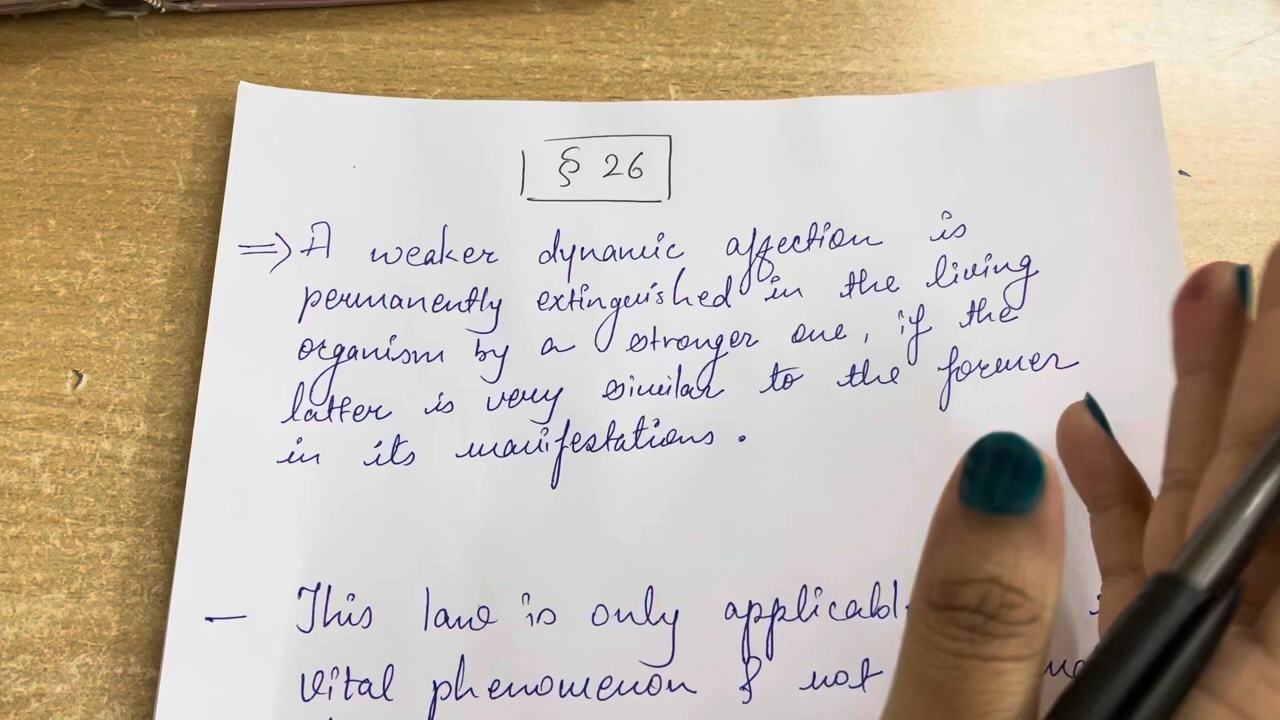 § 26
⇒ A weaker dynamic affection is
permanently extinguished in the living
organism by a stronger one, if the
latter is very similar to the former
in its manifestations.
- This law is only
vital phenomenon & not